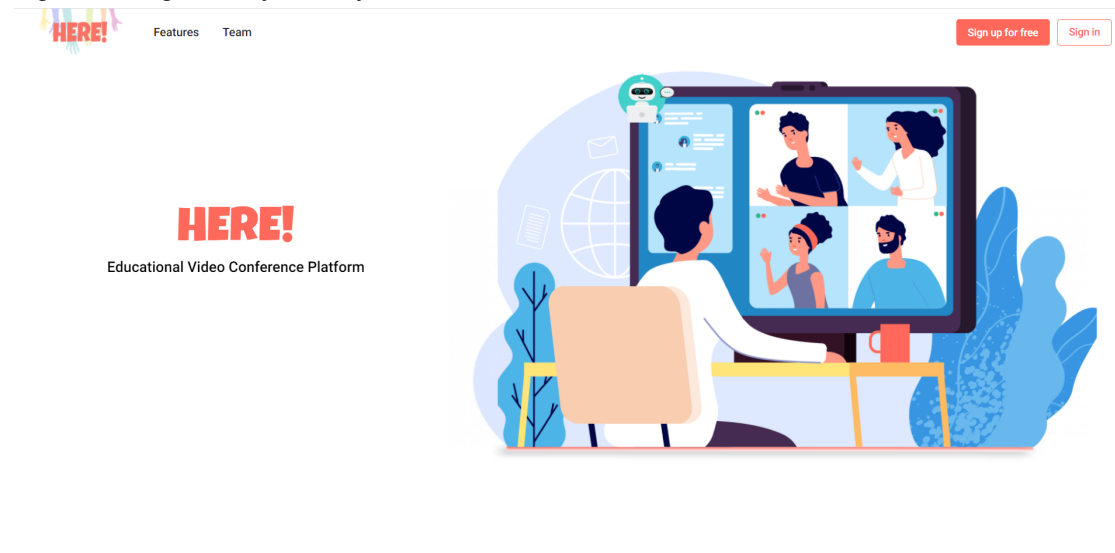 HERE!
Features Team
Sign up for free Sign in
HERE!
Educational Video Conference Platform